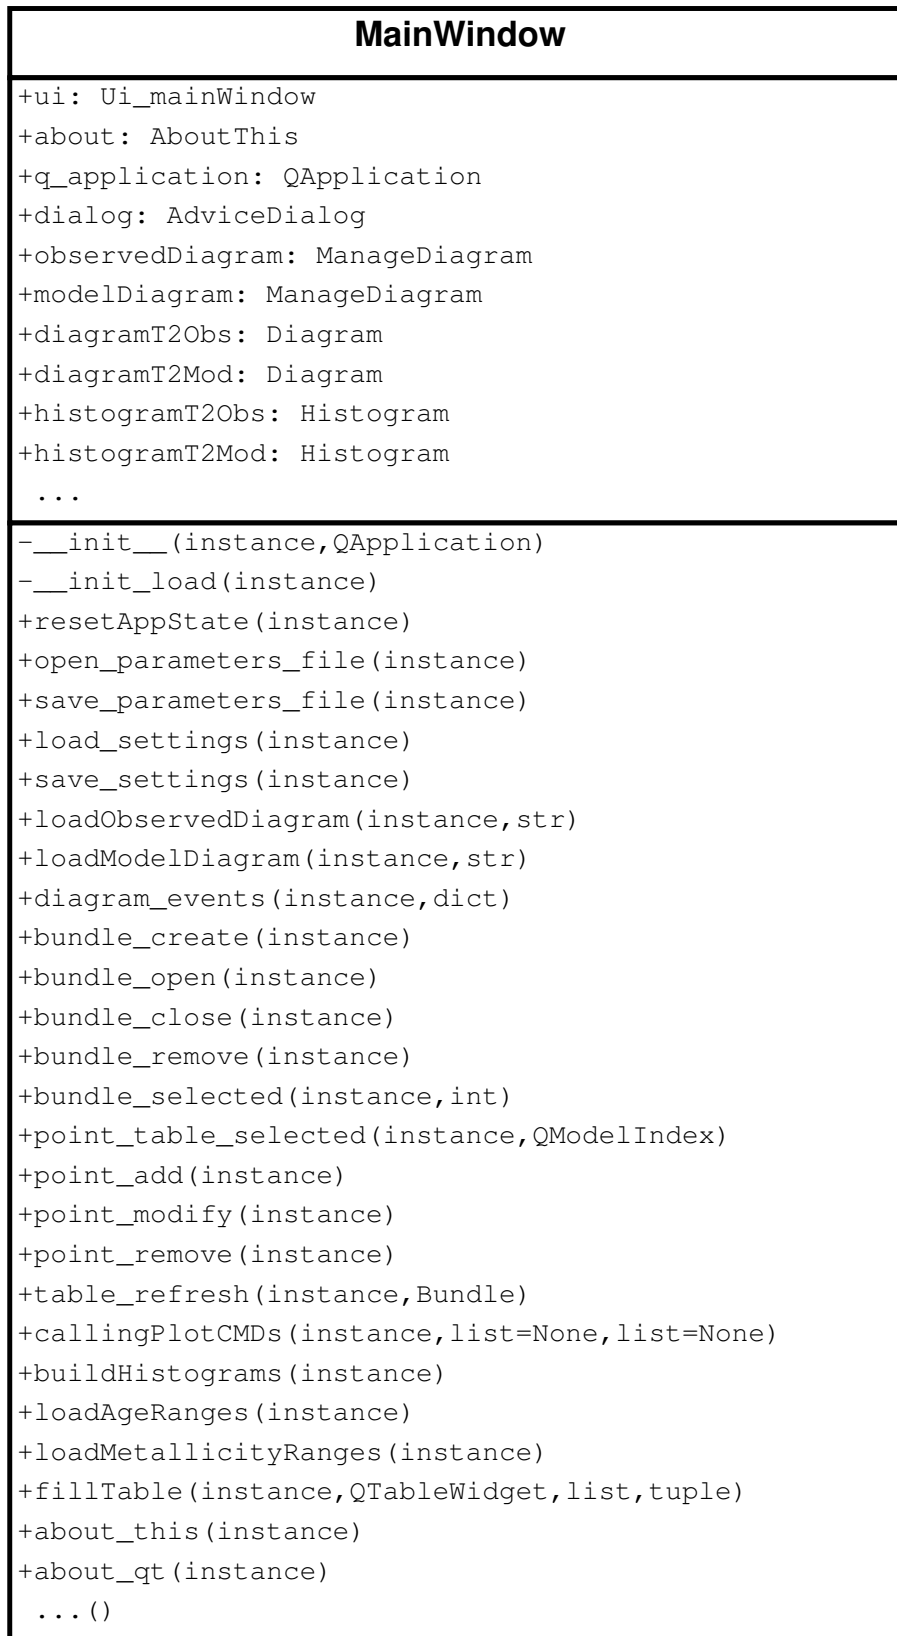 MainWindow
+ui: Ui_mainWindow
+about: AboutThis
+q_application: QApplication
+dialog: AdviceDialog
+observedDiagram: ManageDiagram
+modelDiagram: ManageDiagram
+diagramT2Obs: Diagram
+diagramT2Mod: Diagram
+histogramT2Obs: Histogram
+histogramT2Mod: Histogram
...
-__init__(instance,QApplication)
-__init_load(instance)
+resetAppState(instance)
+open_parameters_file(instance)
+save_parameters_file(instance)
+load_settings(instance)
+save_settings(instance)
+loadObservedDiagram(instance,str)
+loadModelDiagram(instance,str)
+diagram_events(instance,dict)
+bundle_create(instance)
+bundle_open(instance)
+bundle_close(instance)
+bundle_remove(instance)
+bundle_selected(instance,int)
+point_table_selected(instance,QModelIndex)
+point_add(instance)
+point_modify(instance)
+point_remove(instance)
+table_refresh(instance,Bundle)
+callingPlotCMDs(instance,list=None,list=None)
+buildHistograms(instance)
+loadAgeRanges(instance)
+loadMetallicityRanges(instance)
+fillTable(instance,QTableWidget,list,tuple)
+about_this(instance)
+about_qt(instance)
...()